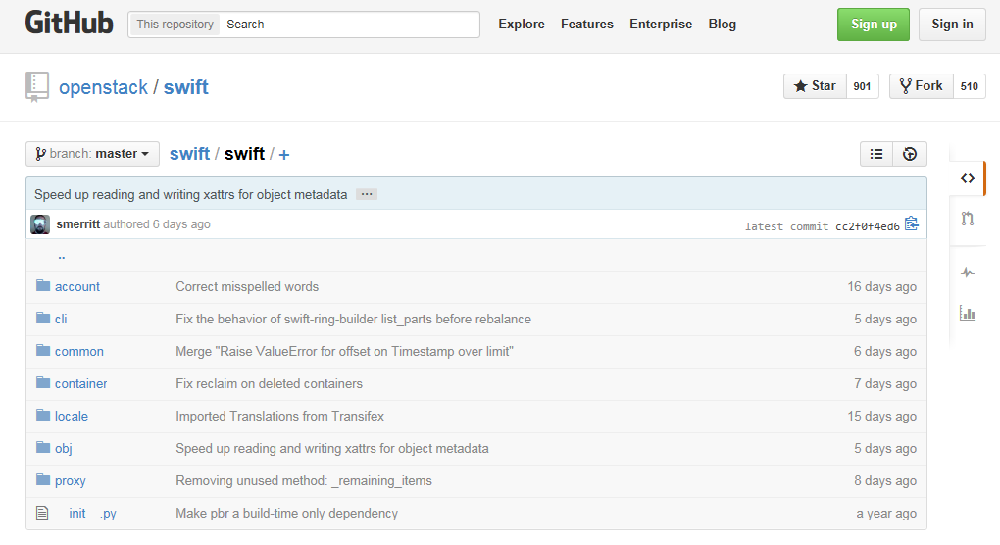 GitHub This repository Search Explore Features Enterprise Blog Sign up Sign in
openstack / swift Star 901 Fork 510
branch: master swift / swift / +
Speed up reading and writing xattrs for object metadata ...
smerritt authored 6 days ago latest commit cc2f0f4ed6
..
account Correct misspelled words 16 days ago
cli Fix the behavior of swift-ring-builder list_parts before rebalance 5 days ago
common Merge "Raise ValueError for offset on Timestamp over limit" 6 days ago
container Fix reclaim on deleted containers 7 days ago
locale Imported Translations from Transifex 15 days ago
obj Speed up reading and writing xattrs for object metadata 5 days ago
proxy Removing unused method: _remaining_items 8 days ago
__init__.py Make pbr a build-time only dependency a year ago